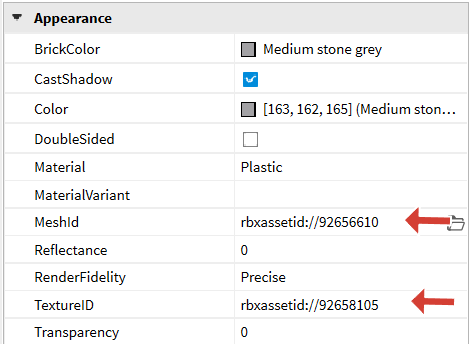 Appearance
BrickColor Medium stone grey
CastShadow
Color [163, 162, 165] (Medium ston...
DoubleSided
Material Plastic
MaterialVariant
MeshId rbxassetid://92656610
Reflectance 0
RenderFidelity Precise
TextureID rbxassetid://92658105
Transparency 0